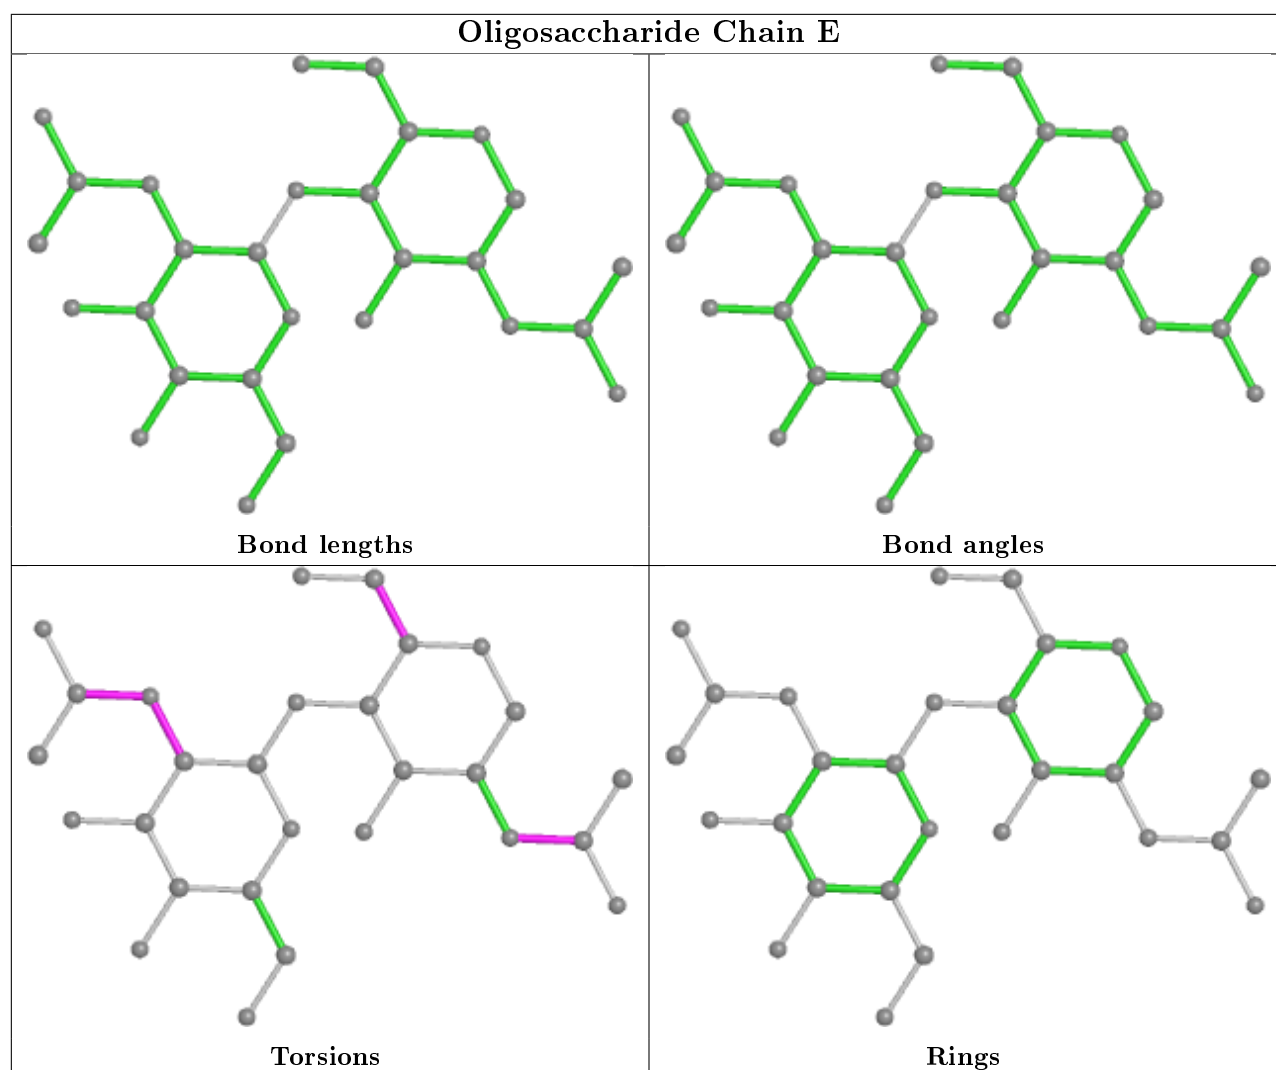 Oligosaccharide Chain E
Bond lengths
Bond angles
Torsions
Rings